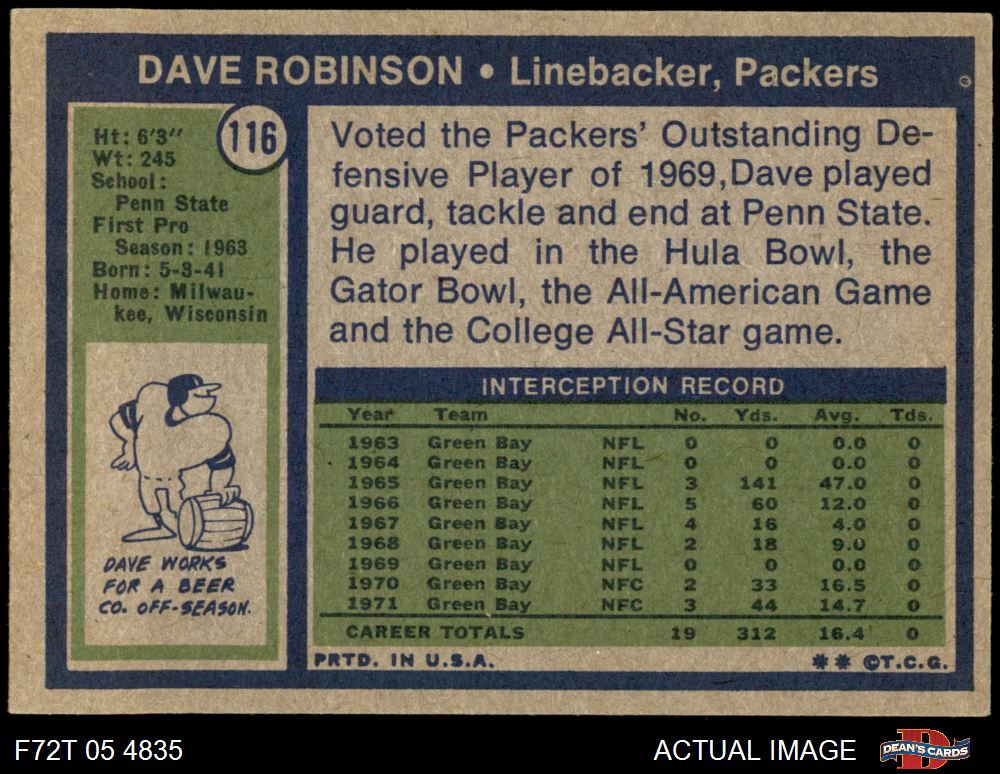 DAVE ROBINSON • Linebacker, Packers
116
Ht: 6'3"
Wt: 245
School:
Penn State
First Pro
Season: 1963
Born: 5-3-41
Home: Milwau-
kee, Wisconsin
DAVE WORKS
FOR A BEER
CO. OFF-SEASON.
Voted the Packers' Outstanding De-
fensive Player of 1969, Dave played
guard, tackle and end at Penn State.
He played in the Hula Bowl, the
Gator Bowl, the All-American Game
and the College All-Star game.
INTERCEPTION RECORD
Year Team No. Yds. Avg. Tds.
1963 Green Bay NFL 0 0 0.0 0
1964 Green Bay NFL 0 0 0.0 0
1965 Green Bay NFL 3 141 47.0 0
1966 Green Bay NFL 5 60 12.0 0
1967 Green Bay NFL 4 16 4.0 0
1968 Green Bay NFL 2 18 9.0 0
1969 Green Bay NFL 0 0 0.0 0
1970 Green Bay NFC 2 33 16.5 0
1971 Green Bay NFC 3 44 14.7 0
CAREER TOTALS 19 312 16.4 0
PRTD. IN U.S.A. ** ©T.C.G.
F72T 05 4835 ACTUAL IMAGE DEAN'S CARDS